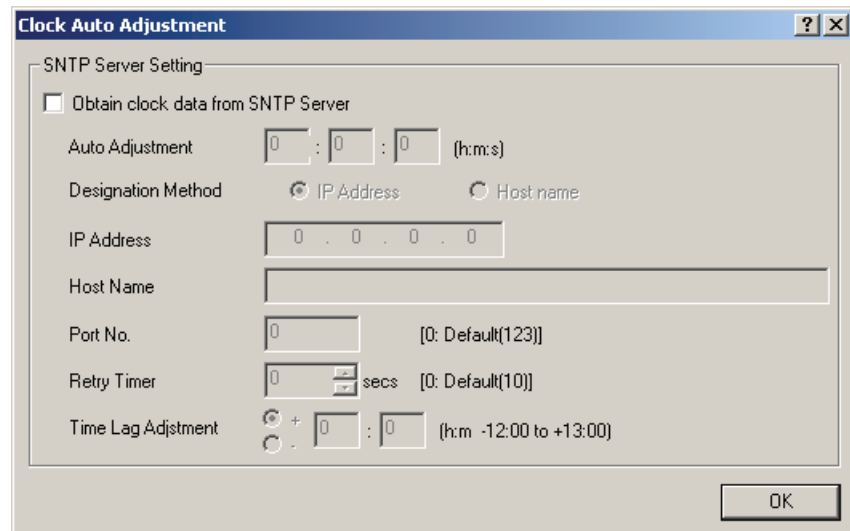 Clock Auto Adjustment
SNTP Server Setting
Obtain clock data from SNTP Server
Auto Adjustment 0 : 0 : 0 (h:m:s)
Designation Method IP Address Host name
IP Address 0 . 0 . 0 . 0
Host Name
Port No. 0 [0: Default(123)]
Retry Timer 0 secs [0: Default(10)]
Time Lag Adjstment + - 0 : 0 (h:m -12:00 to +13:00)
OK